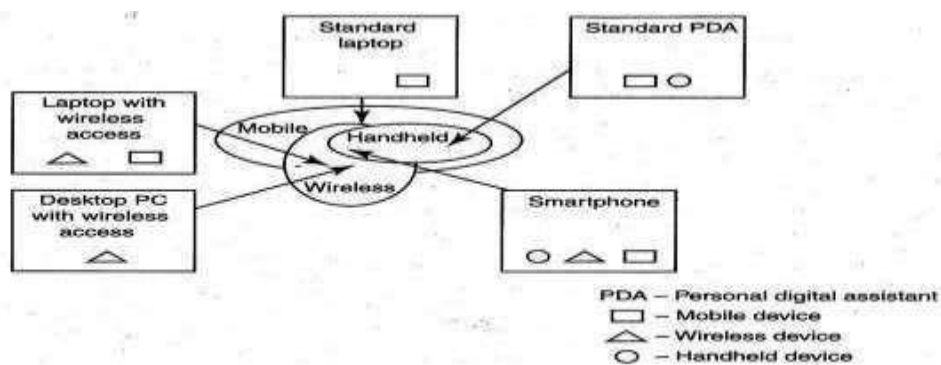 Standard
laptop
Standard PDA
Laptop with
wireless
access
Mobile
Handheld
Wireless
Desktop PC
with wireless
access
Smartphone
PDA – Personal digital assistant
– Mobile device
– Wireless device
– Handheld device